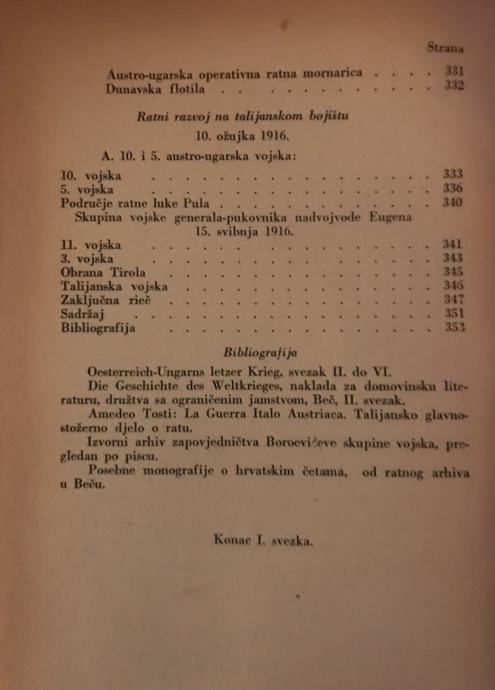 Strana
Austro-ugarska operativna ratna mornarica . . . . 331
Dunavska flotila . . . . . . . . . . . . 332
Ratni razvoj na talijanskom bojištu
10. ožujka 1916.
A. 10. i 5. austro-ugarska vojska:
10. vojska . . . . . . . . . . . . . . . . . 333
5. vojska . . . . . . . . . . . . . . . . . 336
Područje ratne luke Pula . . . . . . . . . . . . . 340
Skupina vojske generala-pukovnika nadvojvode Eugena
15. svibnja 1916.
11. vojska . . . . . . . . . . . . . . . . . 341
3. vojska . . . . . . . . . . . . . . . . . 343
Obrana Tirola . . . . . . . . . . . . . . . . 345
Talijanska vojska . . . . . . . . . . . . . . . 346
Zaključna rieč . . . . . . . . . . . . . . . . 347
Sadržaj . . . . . . . . . . . . . . . . . . 351
Bibliografija . . . . . . . . . . . . . . . . 353
Bibliografija
Oesterreich-Ungarns letzer Krieg, svezak II. do VI.
Die Geschichte des Weltkrieges, naklada za domovinsku lite-
raturu, družtva sa ograničenim jamstvom, Beč, II. svezak.
Amedeo Tosti: La Guerra Italo Austriaca. Talijansko glavno-
stožerno djelo o ratu.
Izvorni arhiv zapovjedničtva Boroevićeve skupine vojska, pre-
gledan po piscu.
Posebne monografije o hrvatskim četama, od ratnog arhiva
u Beču.
Konac I. svezka.